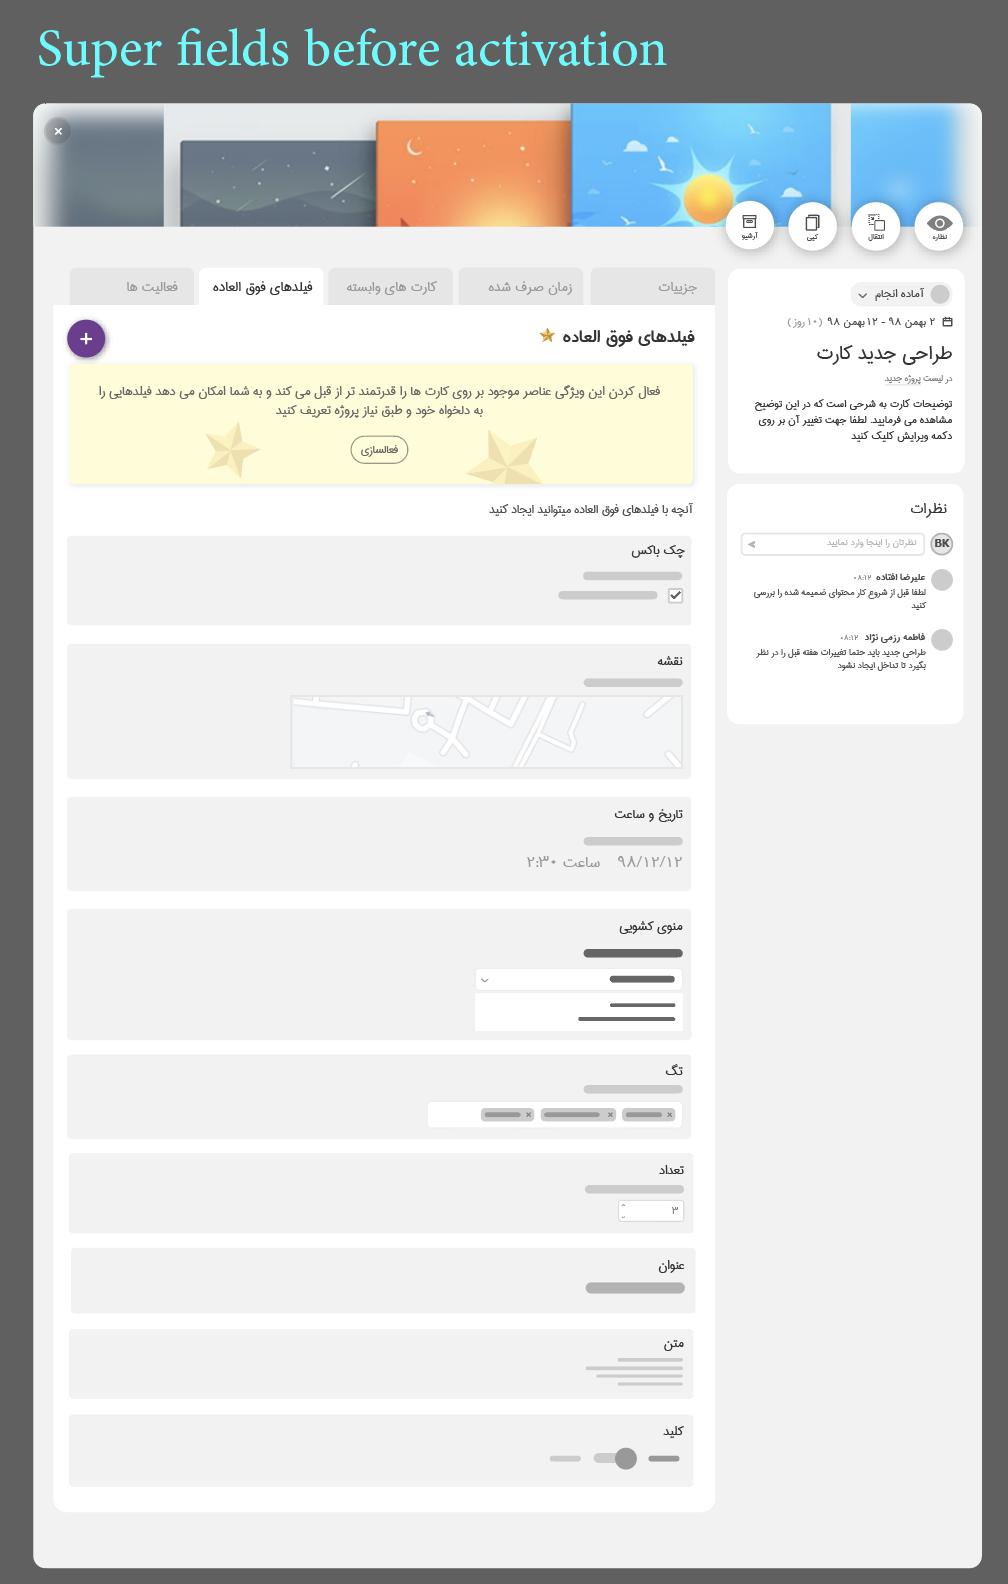 Super fields before activation
×
نظاره
انتقال
کپی
آرشیو
آماده انجام
۲ بهمن ۹۸ - ۱۲بهمن ۹۸ (۱۰روز)
طراحی جدید کارت
در لیست پروژه جدید
توضیحات کارت به شرحی است که در این توضیح
مشاهده می فرمایید. لطفا جهت تغییر آن بر روی
دکمه ویرایش کلیک کنید
نظرات
BK
نظرتان را اینجا وارد نمایید
علیرضا افتاده ۰۸:۱۲
لطفا قبل از شروع کار محتوای ضمیمه شده را بررسی
کنید
فاطمه رزمی نژاد ۰۸:۱۲
طراحی جدید باید حتما تغییرات هفته قبل را در نظر
بگیرد تا تداخل ایجاد نشود
جزییات
زمان صرف شده
کارت های وابسته
فیلدهای فوق العاده
فعالیت ها
فیلدهای فوق العاده
+
فعال کردن این ویژگی عناصر موجود بر روی کارت ها را قدرتمند تر از قبل می کند و به شما امکان می دهد فیلدهایی را
به دلخواه خود و طبق نیاز پروژه تعریف کنید
فعالسازی
آنچه با فیلدهای فوق العاده میتوانید ایجاد کنید
چک باکس
نقشه
تاریخ و ساعت
۹۸/۱۲/۱۲ ساعت ۲:۳۰
منوی کشویی
تگ
× × ×
تعداد
۳
عنوان
متن
کلید